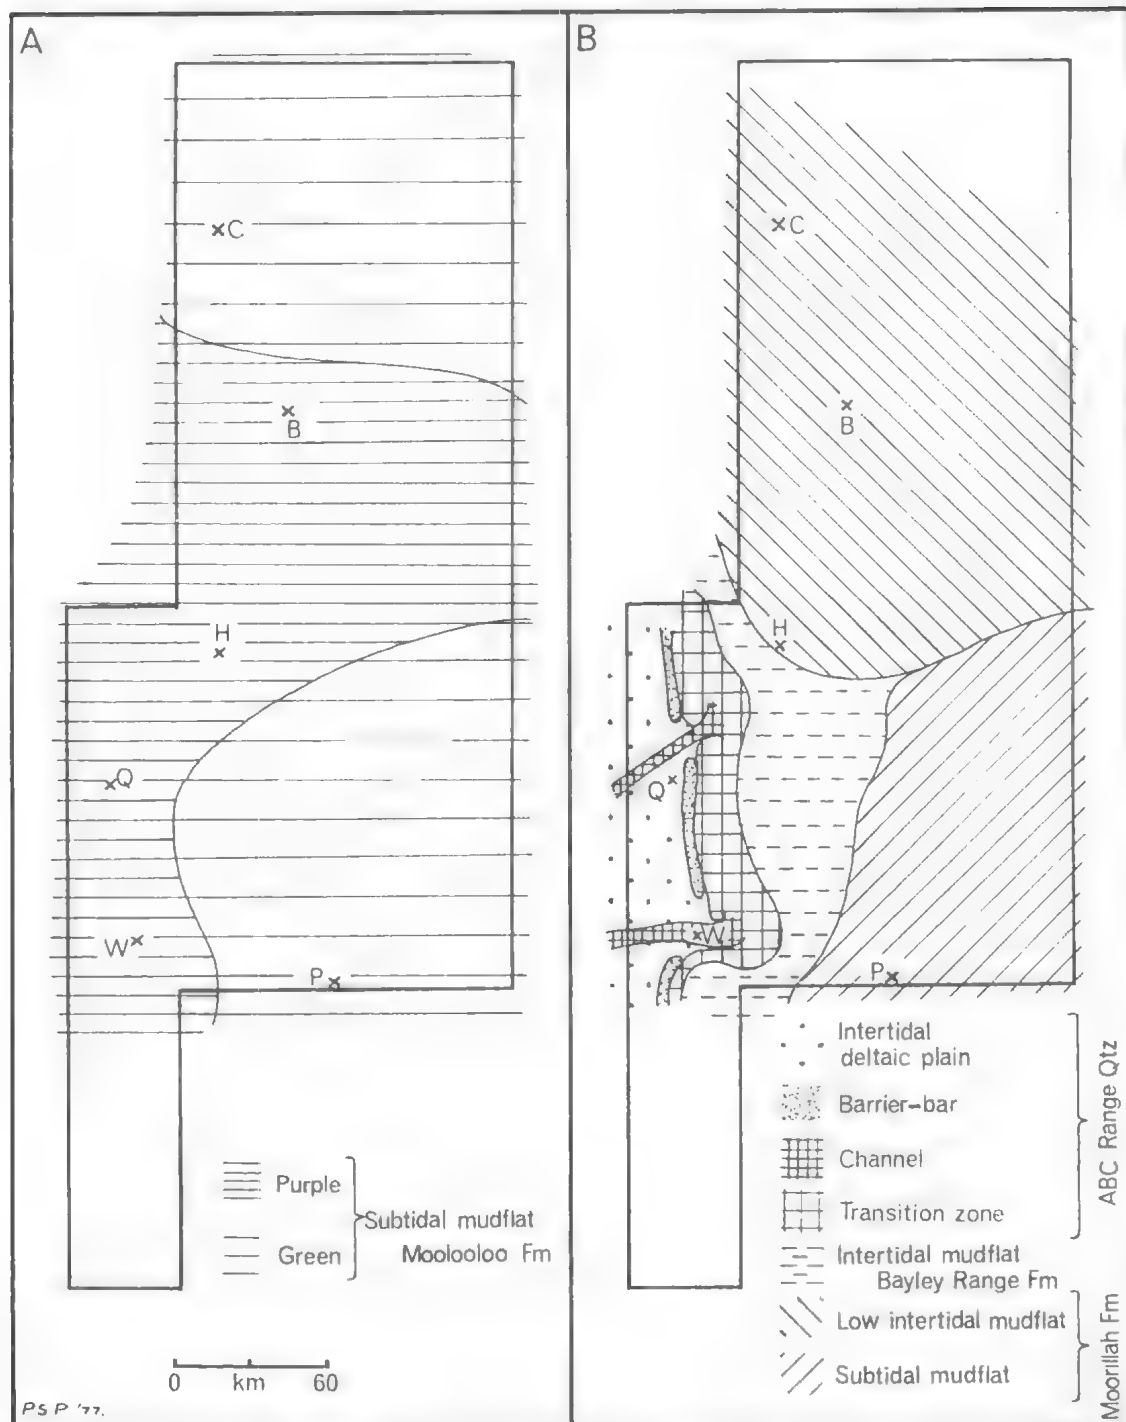 A
C
B
H
Q
W
P
Purple
Green
Subtidal mudflat
Moolooloo Fm
0 km 60
PSP '77.
B
C
B
H
Q
W
P
Intertidal
deltaic plain
Barrier-bar
Channel
Transition zone
ABC Range Qtz
Intertidal mudflat
Bayley Range Fm
Low intertidal mudflat
Subtidal mudflat
Moorillah Fm